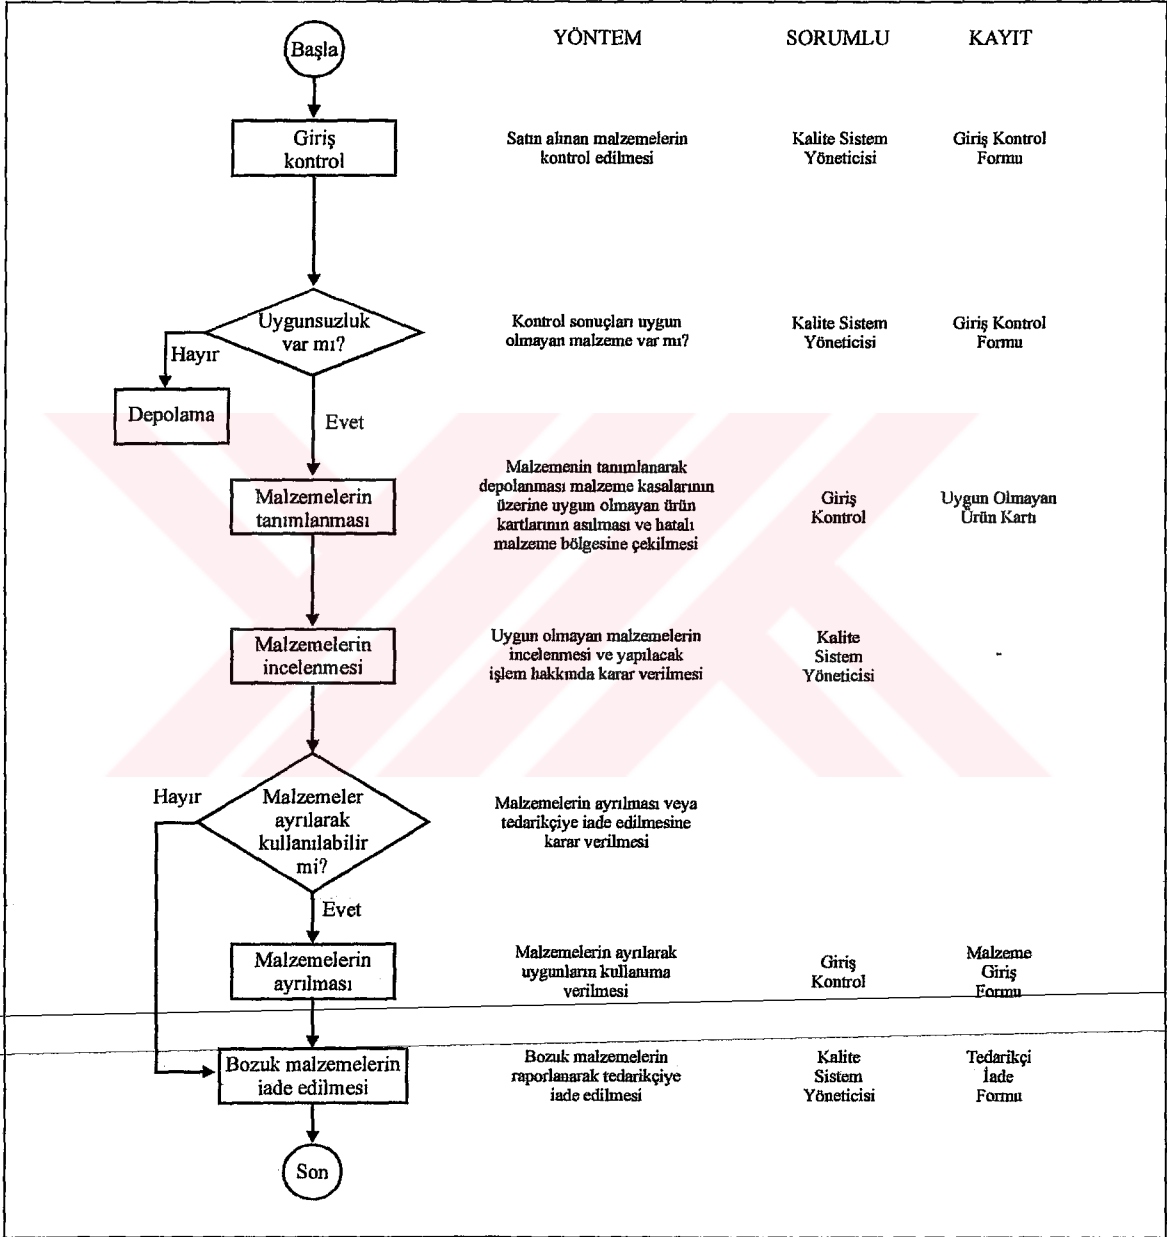 Başla
YÖNTEM
SORUMLU
KAYIT
Giriş
kontrol
Satın alınan malzemelerin
kontrol edilmesi
Kalite Sistem
Yöneticisi
Giriş Kontrol
Formu
Uygunsuzluk
var mı?
Kontrol sonuçları uygun
olmayan malzeme var mı?
Kalite Sistem
Yöneticisi
Giriş Kontrol
Formu
Hayır
Depolama
Evet
Malzemelerin
tanımlanması
Malzemenin tanımlanarak
depolanması malzeme kasalarının
üzerine uygun olmayan ürün
kartlarının asılması ve hatalı
malzeme bölgesine çekilmesi
Giriş
Kontrol
Uygun Olmayan
Ürün Kartı
Malzemelerin
incelenmesi
Uygun olmayan malzemelerin
incelenmesi ve yapılacak
işlem hakkında karar verilmesi
Kalite
Sistem
Yöneticisi
-
Hayır
Malzemeler
ayrılarak
kullanılabilir
mi?
Malzemelerin ayrılması veya
tedarikçiye iade edilmesine
karar verilmesi
Evet
Malzemelerin
ayrılması
Malzemelerin ayrılarak
uygunların kullanıma
verilmesi
Giriş
Kontrol
Malzeme
Giriş
Formu
Bozuk malzemelerin
iade edilmesi
Bozuk malzemelerin
raporlanarak tedarikçiye
iade edilmesi
Kalite
Sistem
Yöneticisi
Tedarikçi
İade
Formu
Son